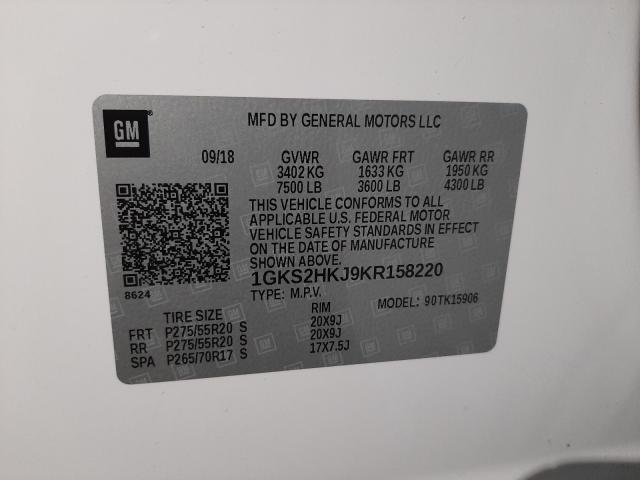 GM
MFD BY GENERAL MOTORS LLC
09/18 GVWR GAWR FRT GAWR RR
3402 KG 1633 KG 1950 KG
7500 LB 3600 LB 4300 LB
THIS VEHICLE CONFORMS TO ALL
APPLICABLE U.S. FEDERAL MOTOR
VEHICLE SAFETY STANDARDS IN EFFECT
ON THE DATE OF MANUFACTURE
SHOWN ABOVE.
1GKS2HKJ9KR158220
8624
TYPE: M.P.V. MODEL: 90TK15906
TIRE SIZE RIM
FRT P275/55R20 S 20X9J
RR P275/55R20 S 20X9J
SPA P265/70R17 S 17X7.5J